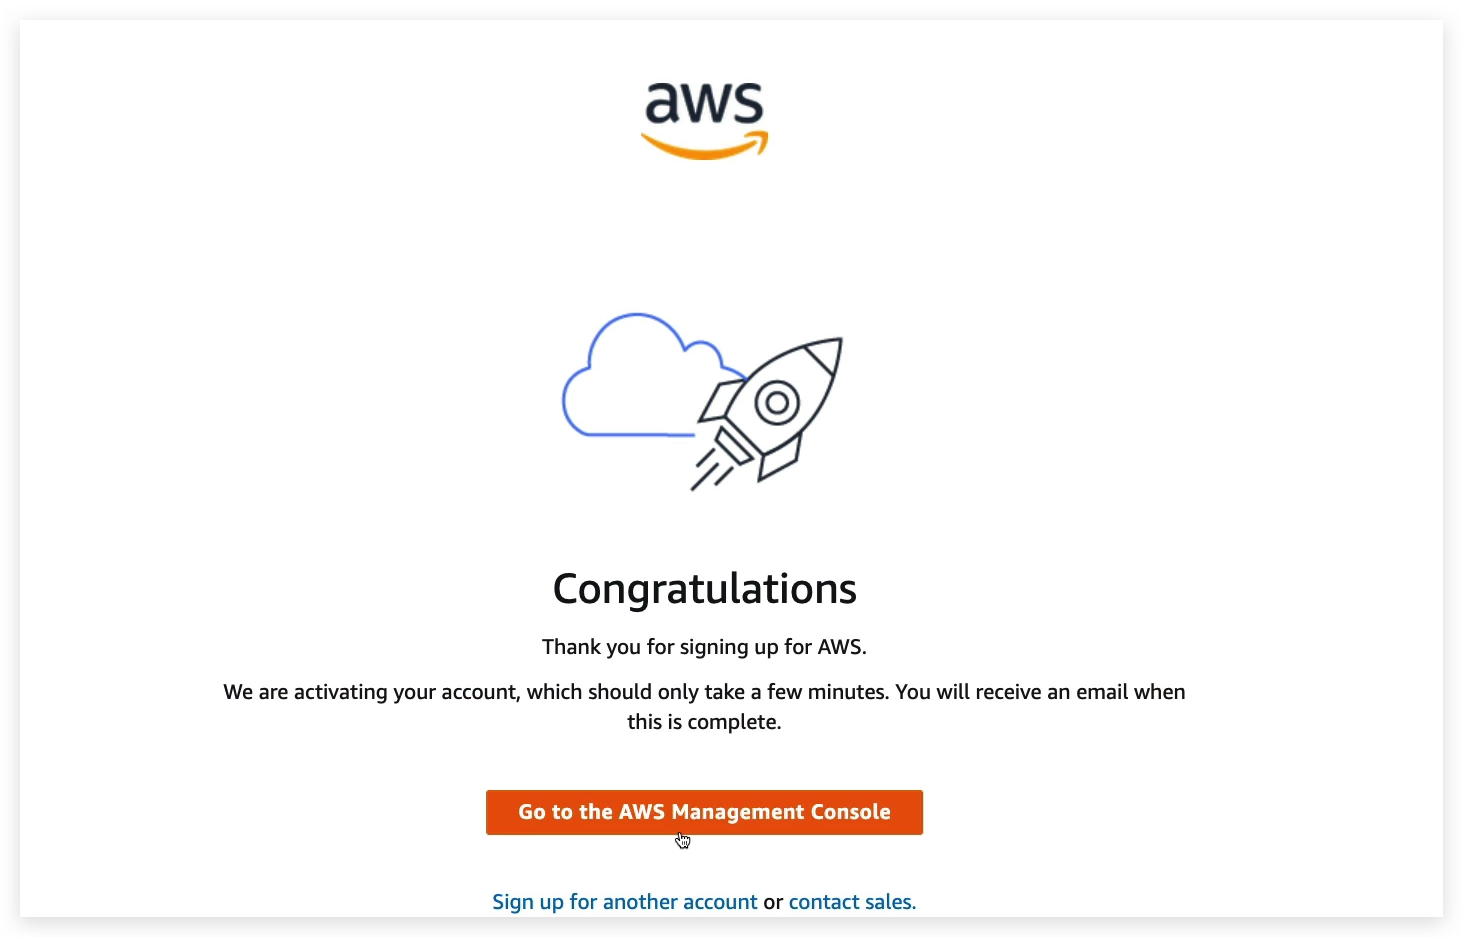 aws
Congratulations
Thank you for signing up for AWS.
We are activating your account, which should only take a few minutes. You will receive an email when
this is complete.
Go to the AWS Management Console
Sign up for another account or contact sales.